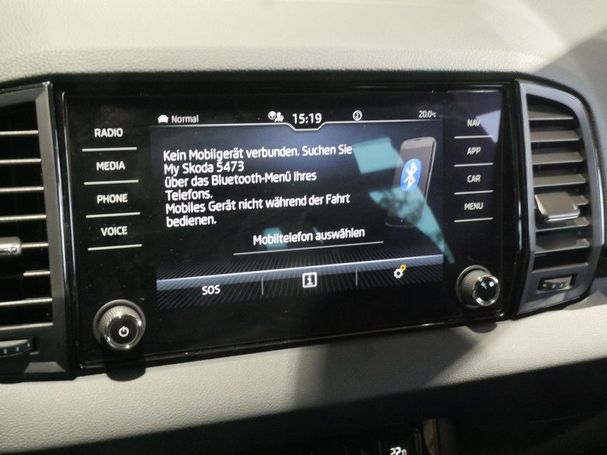 Normal
15:19
20.0°C
RADIO
MEDIA
PHONE
VOICE
NAV
APP
CAR
MENU
Kein Mobilgerät verbunden. Suchen Sie
My Skoda 5473
über das Bluetooth-Menü Ihres
Telefons.
Mobiles Gerät nicht während der Fahrt
bedienen.
Mobiltelefon auswählen
SOS
22